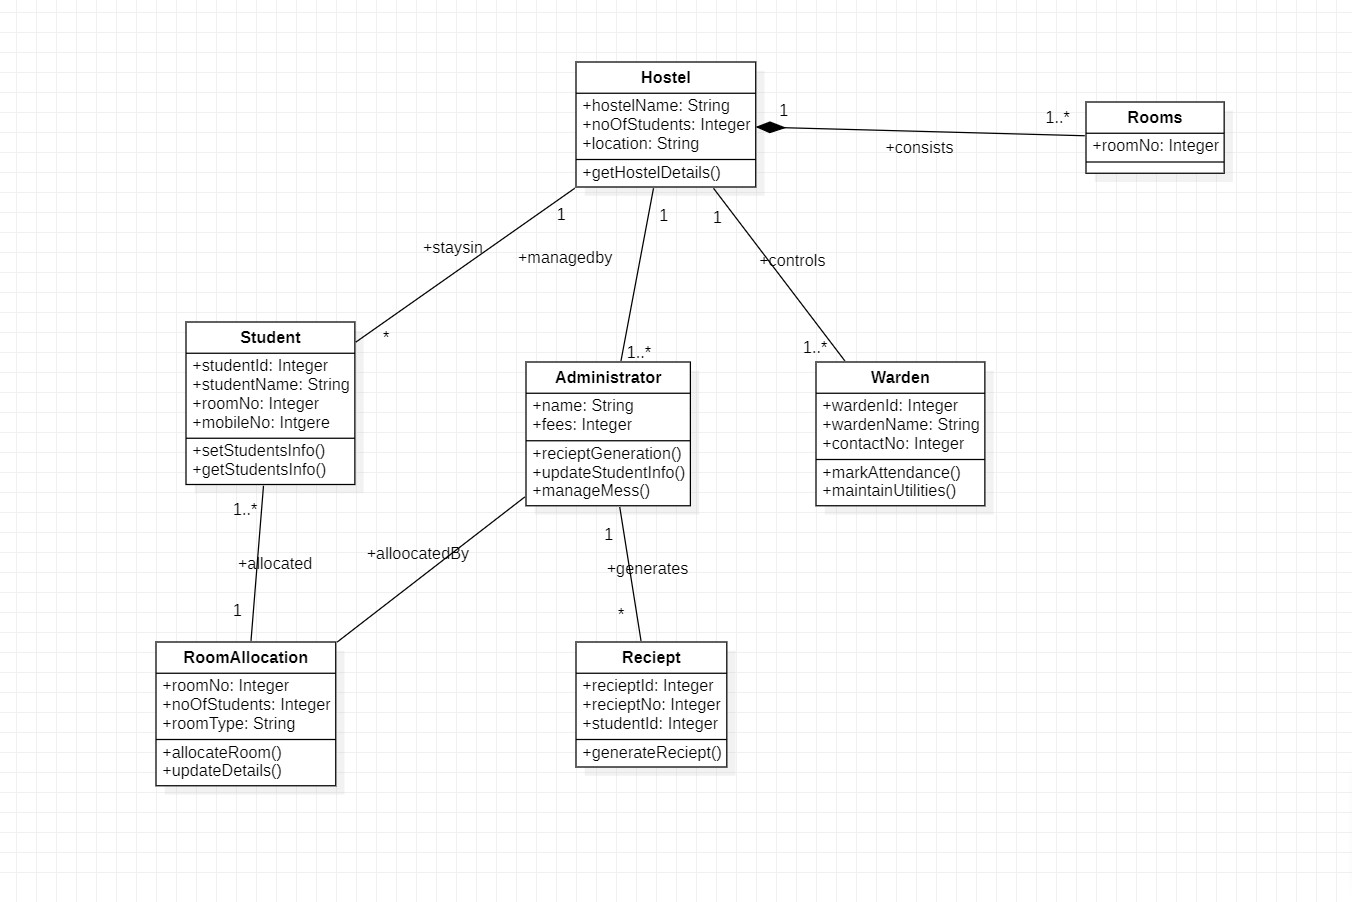 Hostel
+hostelName: String
+noOfStudents: Integer
+location: String
+getHostelDetails()
1
1..*
+consists
Rooms
+roomNo: Integer
1
+staysin
*
1
+managedby
1..*
1
+controls
1..*
Student
+studentId: Integer
+studentName: String
+roomNo: Integer
+mobileNo: Intgere
+setStudentsInfo()
+getStudentsInfo()
Administrator
+name: String
+fees: Integer
+recieptGeneration()
+updateStudentInfo()
+manageMess()
Warden
+wardenId: Integer
+wardenName: String
+contactNo: Integer
+markAttendance()
+maintainUtilities()
1..*
+allocated
1
+alloocatedBy
1
+generates
*
RoomAllocation
+roomNo: Integer
+noOfStudents: Integer
+roomType: String
+allocateRoom()
+updateDetails()
Reciept
+recieptId: Integer
+recieptNo: Integer
+studentId: Integer
+generateReciept()